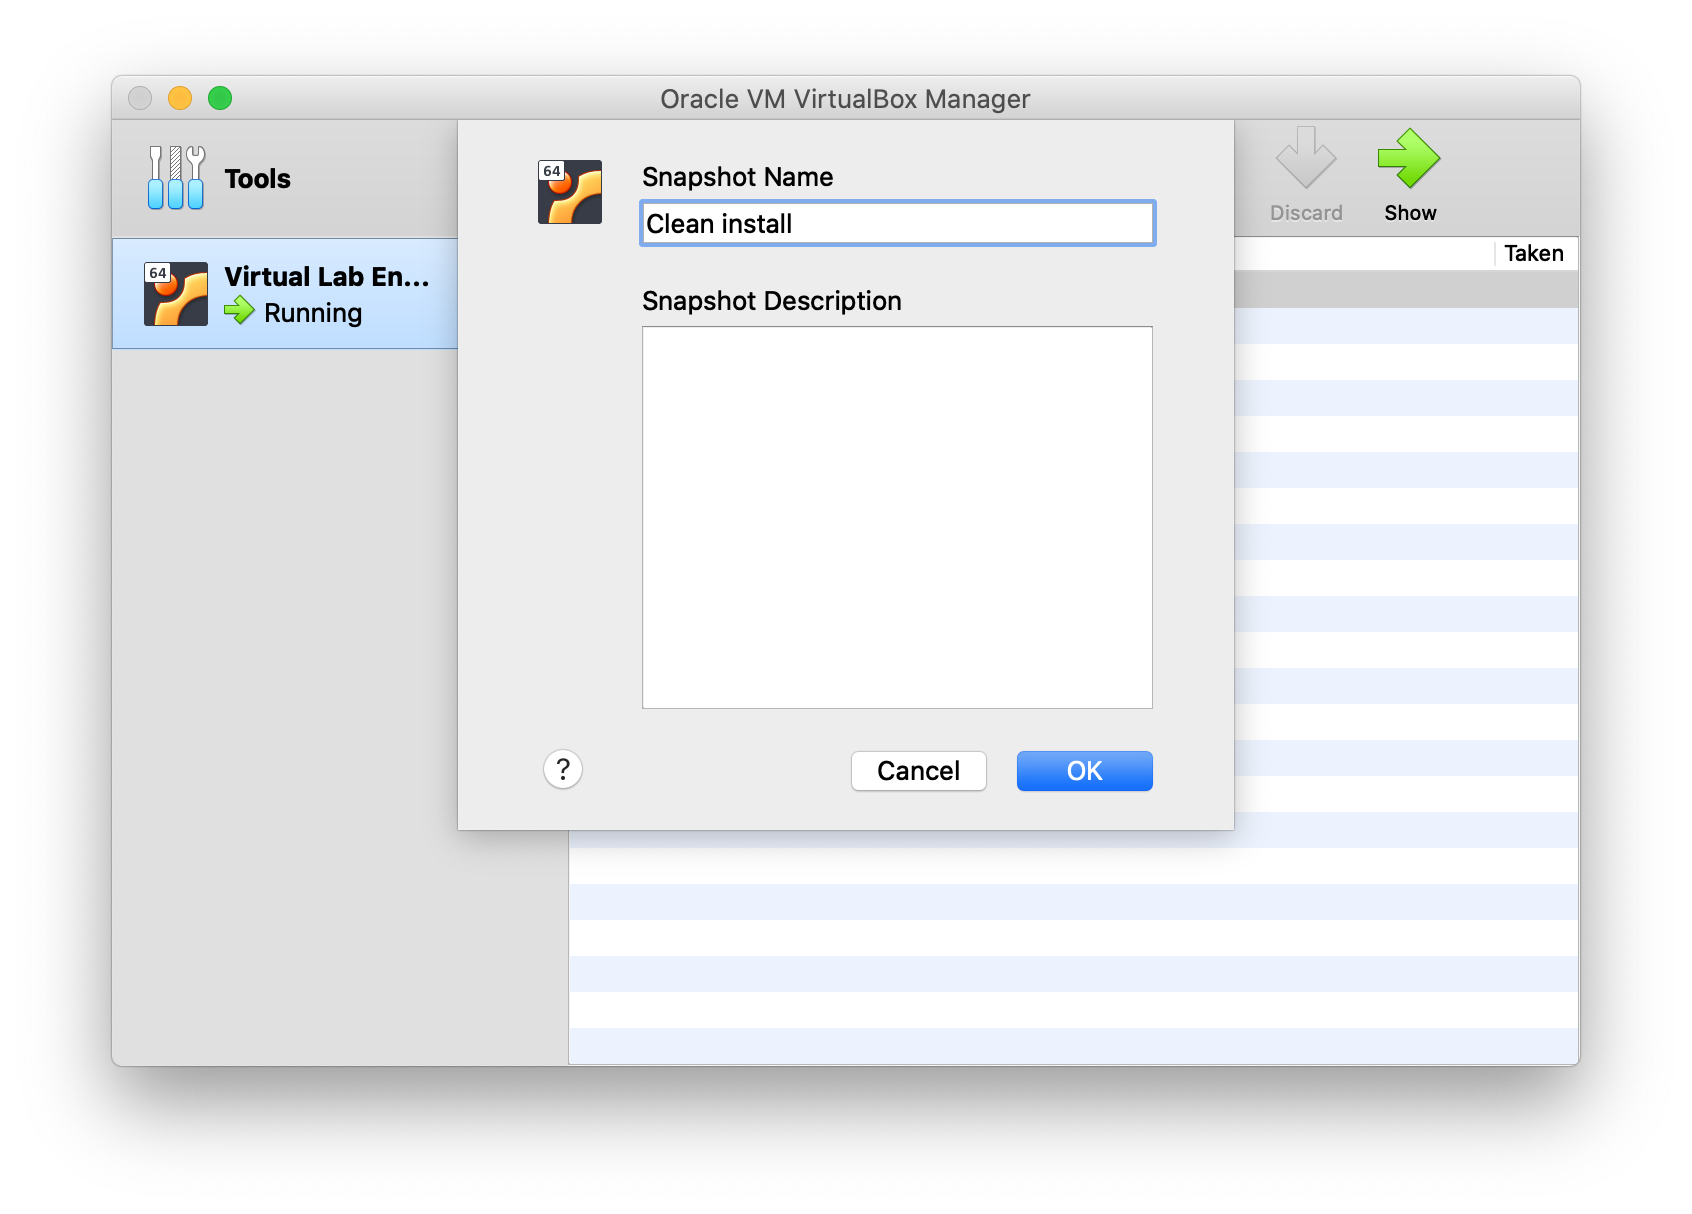 Oracle VM VirtualBox Manager
Tools
Discard
Show
64
Virtual Lab En...
Running
Taken
64
Snapshot Name
Clean install
Snapshot Description
?
Cancel
OK